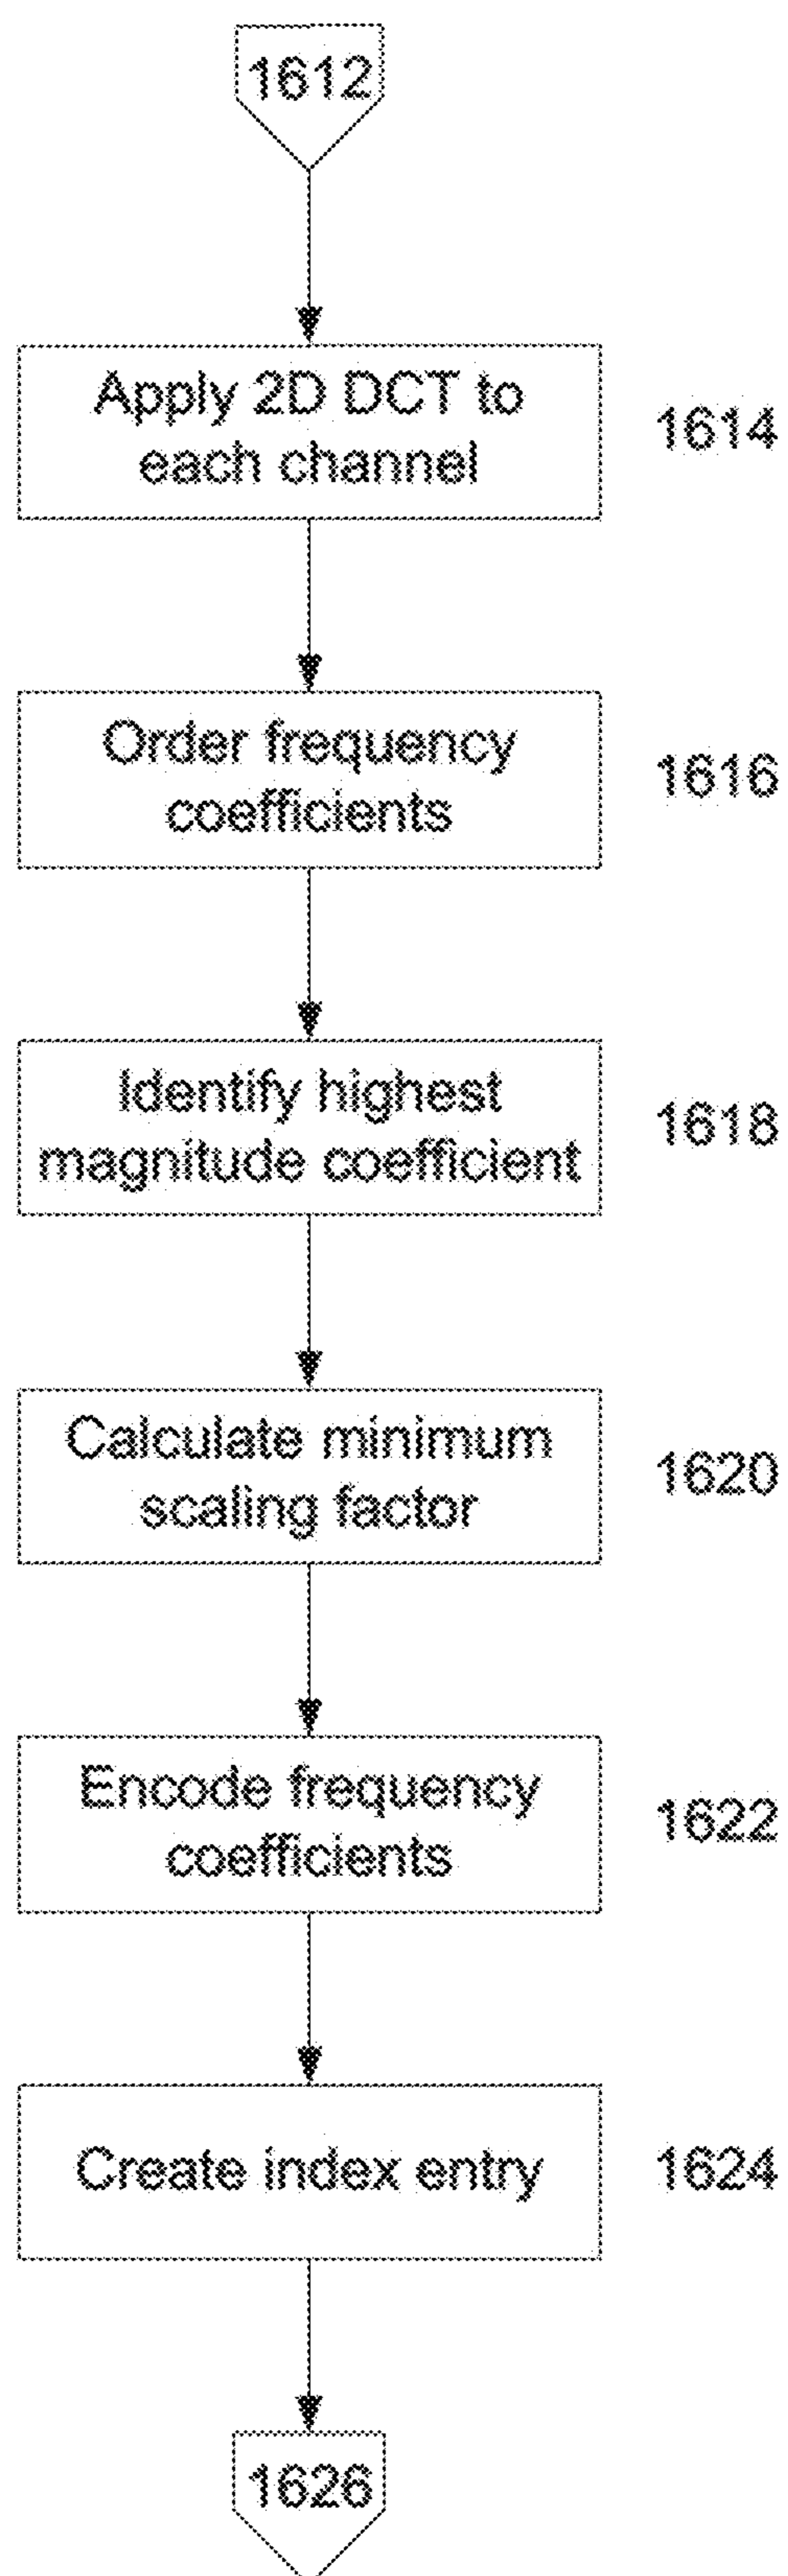 1612
Apply 2D DCT to
each channel
1614
Order frequency
coefficients
1616
Identify highest
magnitude coefficient
1618
Calculate minimum
scaling factor
1620
Encode frequency
coefficients
1622
Create index entry
1624
1626